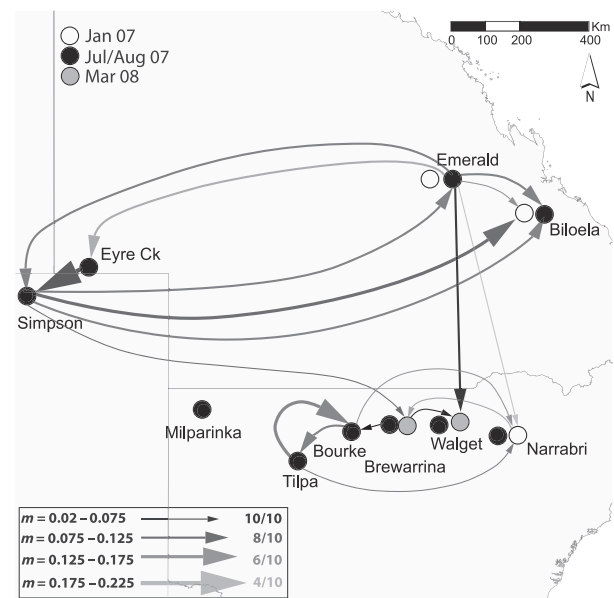 Jan 07
Jul/Aug 07
Mar 08
Km
0 100 200 400
N
Emerald
Biloela
Eyre Ck
Simpson
Milparinka
Bourke
Walget
Narrabri
Brewarrina
Tilpa
m = 0.02 – 0.075 10/10
m = 0.075 – 0.125 8/10
m = 0.125 – 0.175 6/10
m = 0.175 – 0.225 4/10